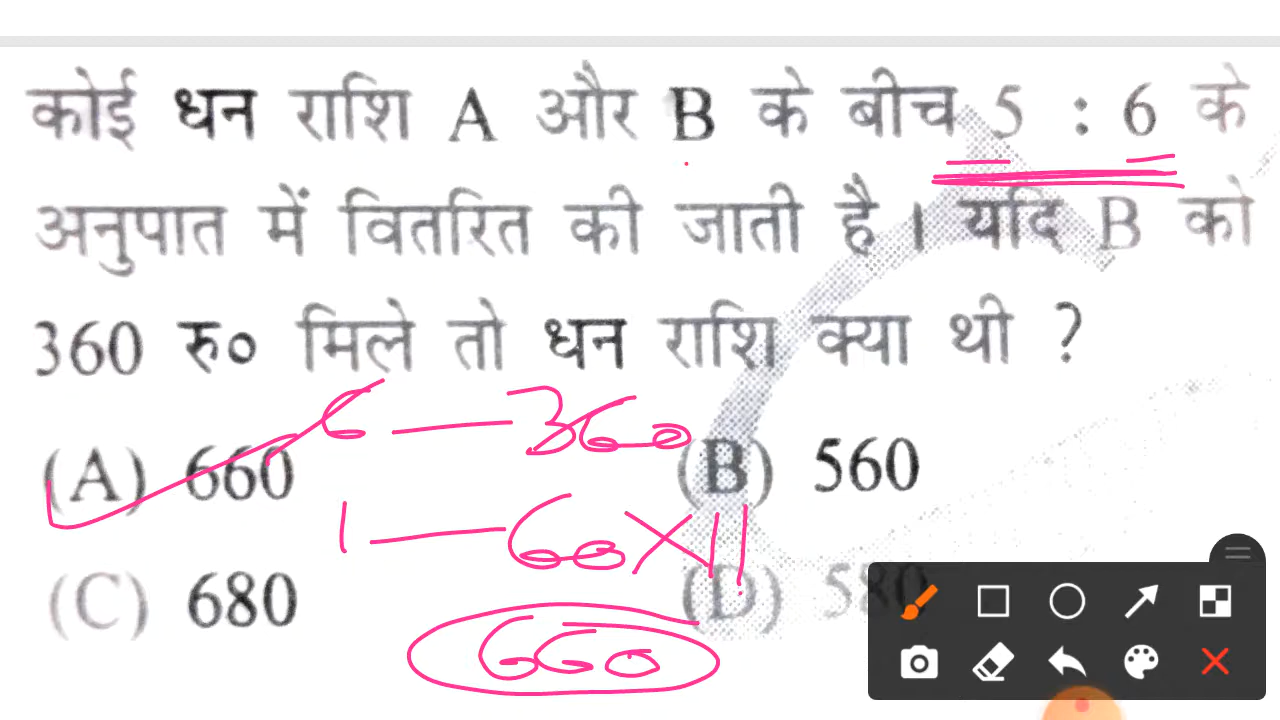 कोई धन राशि A और B के बीच 5 : 6 के
अनुपात में वितरित की जाती है । यदि B को
360 रु० मिले तो धन राशि क्या थी ?
6 — 360
(A) 660 (B) 560
1 — 60 × 11
(C) 680 (D) 580
660